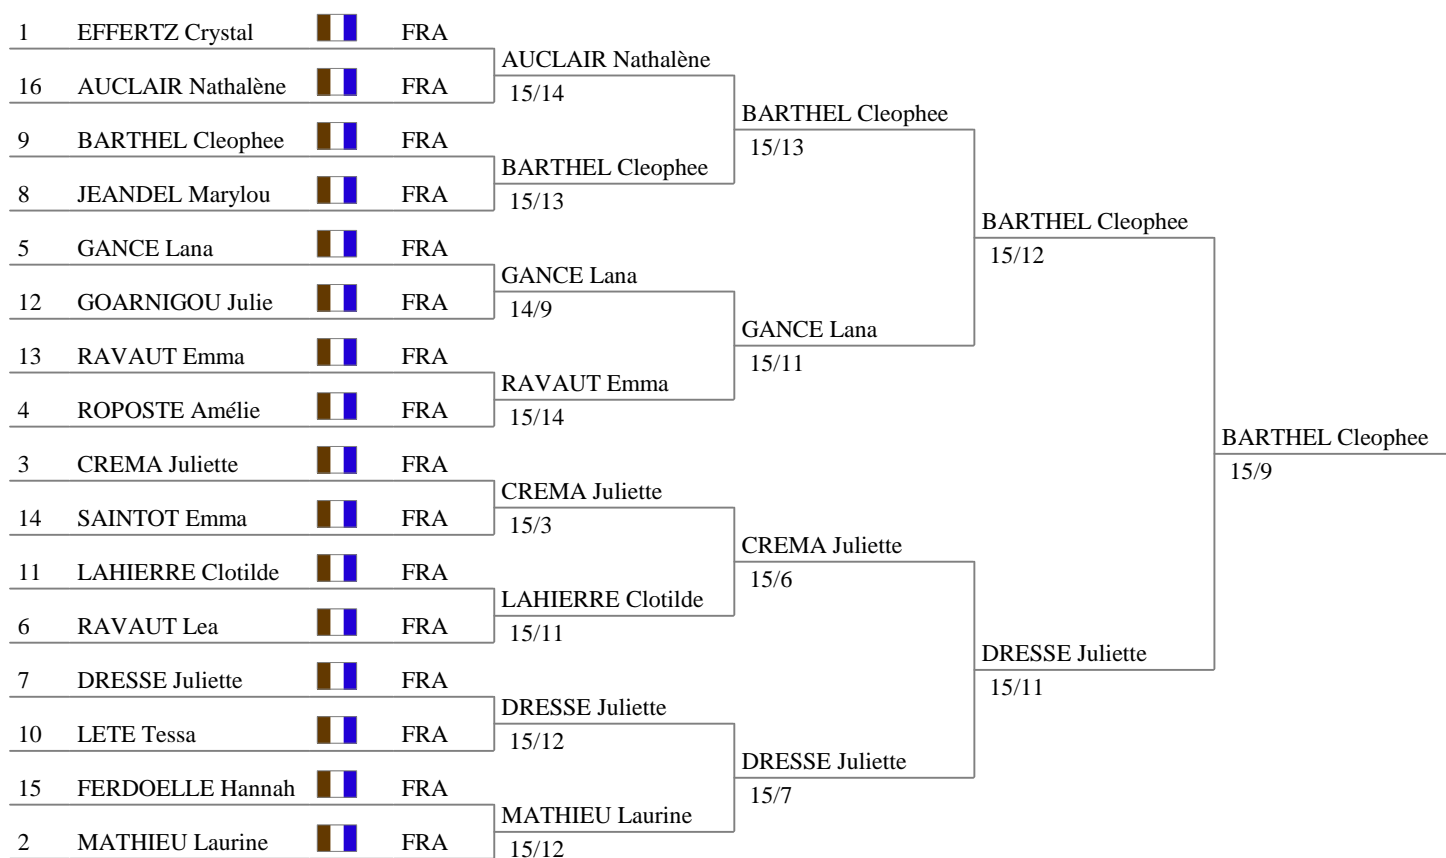 1 EFFERTZ Crystal FRA
AUCLAIR Nathalène
16 AUCLAIR Nathalène FRA
15/14
BARTHEL Cleophee
9 BARTHEL Cleophee FRA
15/13
BARTHEL Cleophee
8 JEANDEL Marylou FRA
15/13
BARTHEL Cleophee
5 GANCE Lana FRA
15/12
GANCE Lana
12 GOARNIGOU Julie FRA
14/9
GANCE Lana
13 RAVAUT Emma FRA
15/11
RAVAUT Emma
4 ROPOSTE Amélie FRA
15/14
BARTHEL Cleophee
3 CREMA Juliette FRA
15/9
CREMA Juliette
14 SAINTOT Emma FRA
15/3
CREMA Juliette
11 LAHIERRE Clotilde FRA
15/6
LAHIERRE Clotilde
6 RAVAUT Lea FRA
15/11
DRESSE Juliette
7 DRESSE Juliette FRA
15/11
DRESSE Juliette
10 LETE Tessa FRA
15/12
DRESSE Juliette
15 FERDOELLE Hannah FRA
15/7
MATHIEU Laurine
2 MATHIEU Laurine FRA
15/12